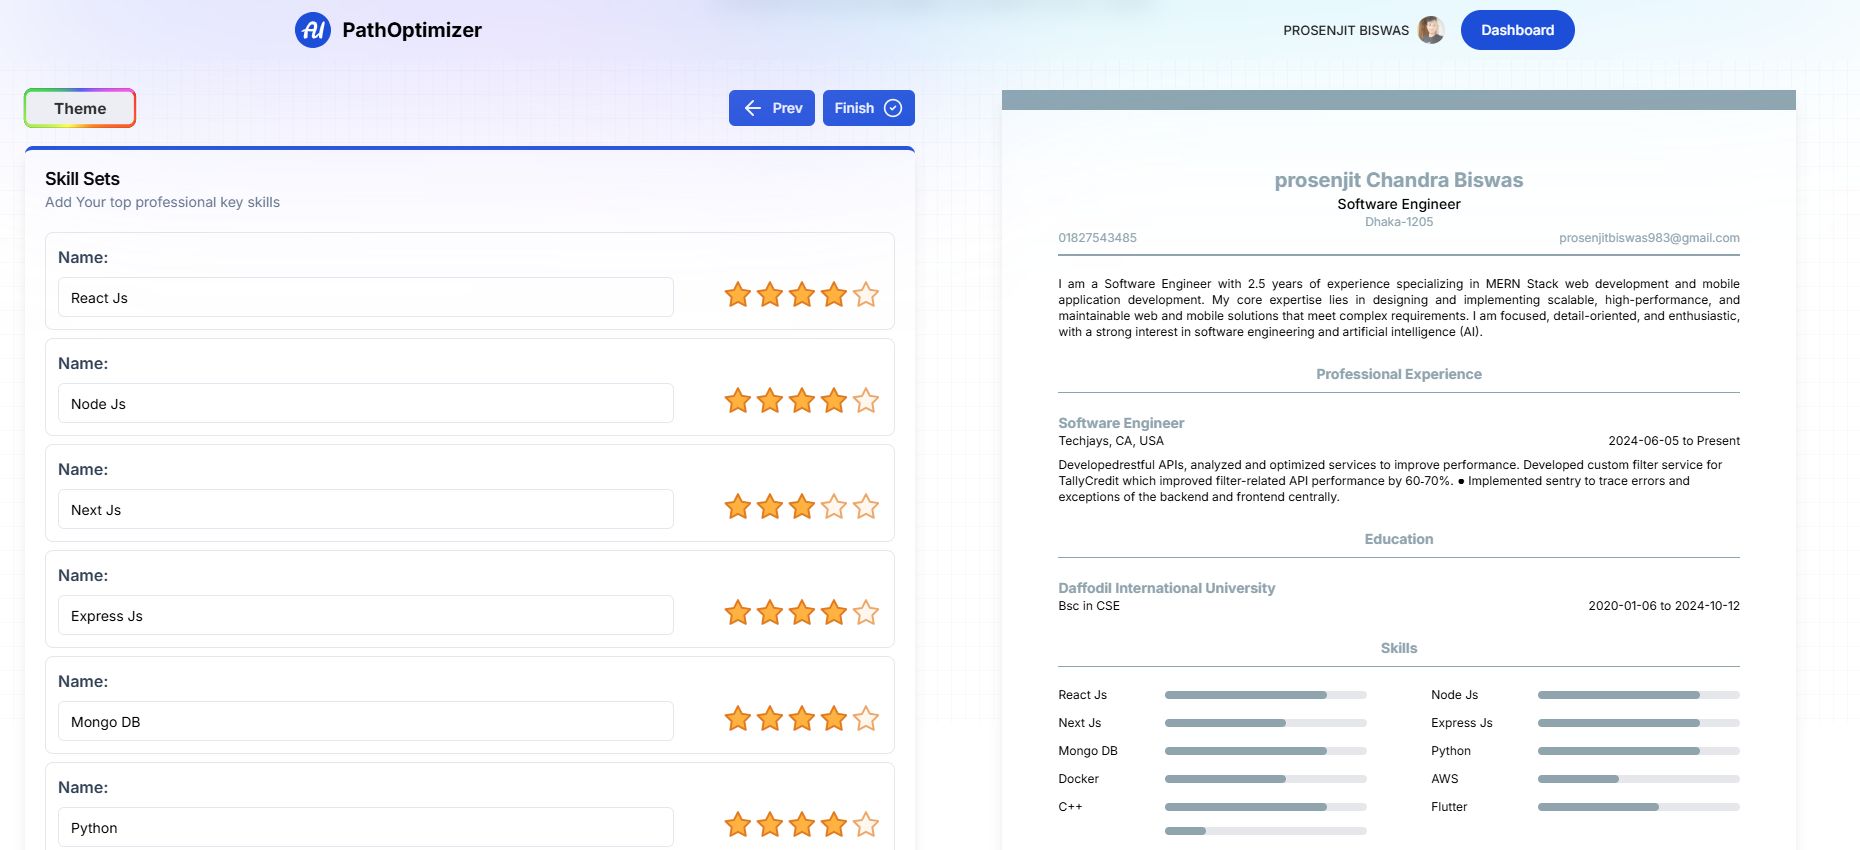 AI PathOptimizer
PROSENJIT BISWAS
Dashboard
Theme
Prev
Finish
Skill Sets
Add Your top professional key skills
Name:
React Js
Name:
Node Js
Name:
Next Js
Name:
Express Js
Name:
Mongo DB
Name:
Python
prosenjit Chandra Biswas
Software Engineer
Dhaka-1205
01827543485 prosenjitbiswas983@gmail.com
I am a Software Engineer with 2.5 years of experience specializing in MERN Stack web development and mobile
application development. My core expertise lies in designing and implementing scalable, high-performance, and
maintainable web and mobile solutions that meet complex requirements. I am focused, detail-oriented, and enthusiastic,
with a strong interest in software engineering and artificial intelligence (AI).
Professional Experience
Software Engineer
Techjays, CA, USA 2024-06-05 to Present
Developedrestful APIs, analyzed and optimized services to improve performance. Developed custom filter service for
TallyCredit which improved filter-related API performance by 60-70%. ● Implemented sentry to trace errors and
exceptions of the backend and frontend centrally.
Education
Daffodil International University
Bsc in CSE 2020-01-06 to 2024-10-12
Skills
React Js Node Js
Next Js Express Js
Mongo DB Python
Docker AWS
C++ Flutter